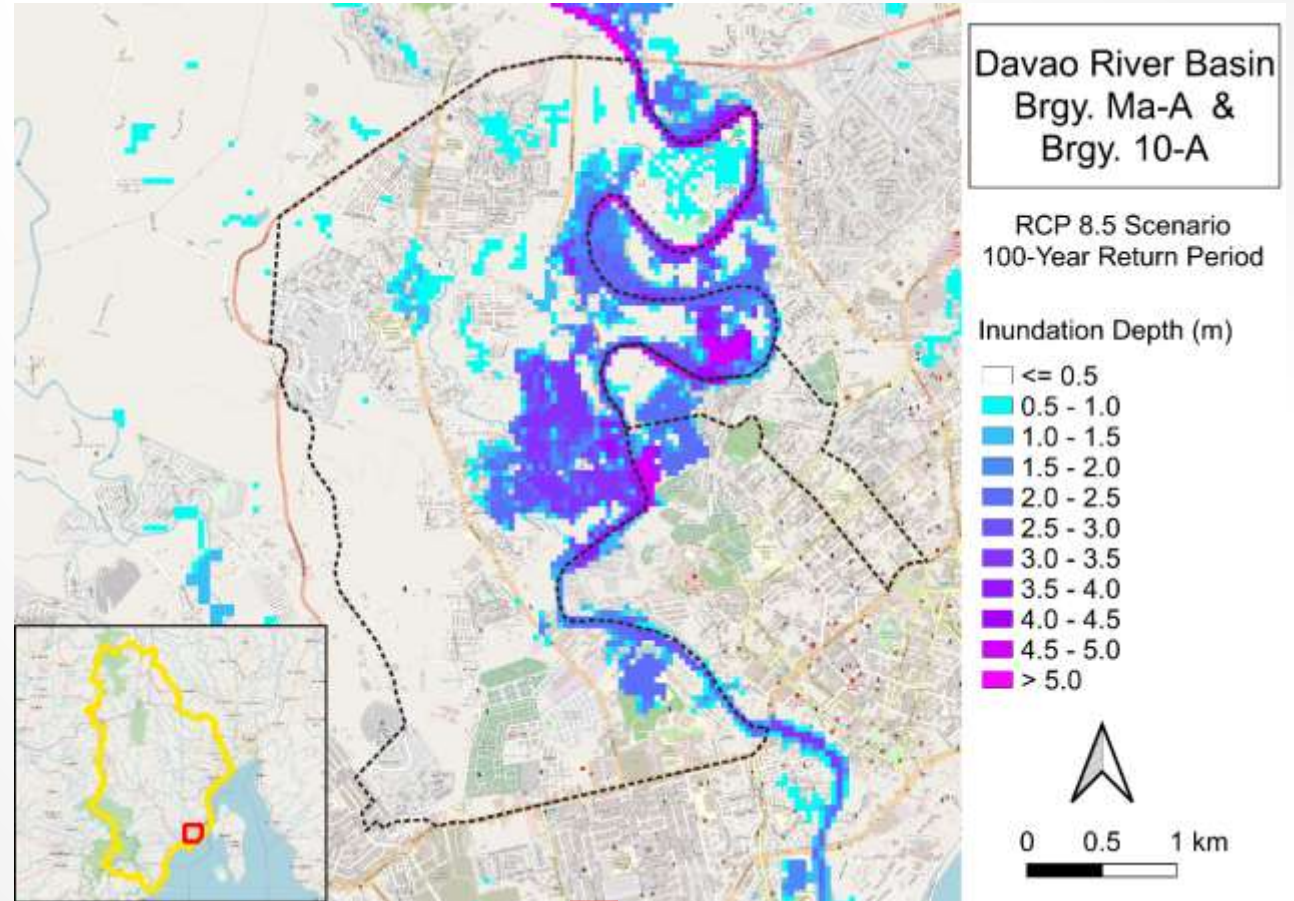 Davao River Basin
Brgy. Ma-A &
Brgy. 10-A
RCP 8.5 Scenario
100-Year Return Period
Inundation Depth (m)
<= 0.5
0.5 - 1.0
1.0 - 1.5
1.5 - 2.0
2.0 - 2.5
2.5 - 3.0
3.0 - 3.5
3.5 - 4.0
4.0 - 4.5
4.5 - 5.0
> 5.0
0 0.5 1 km